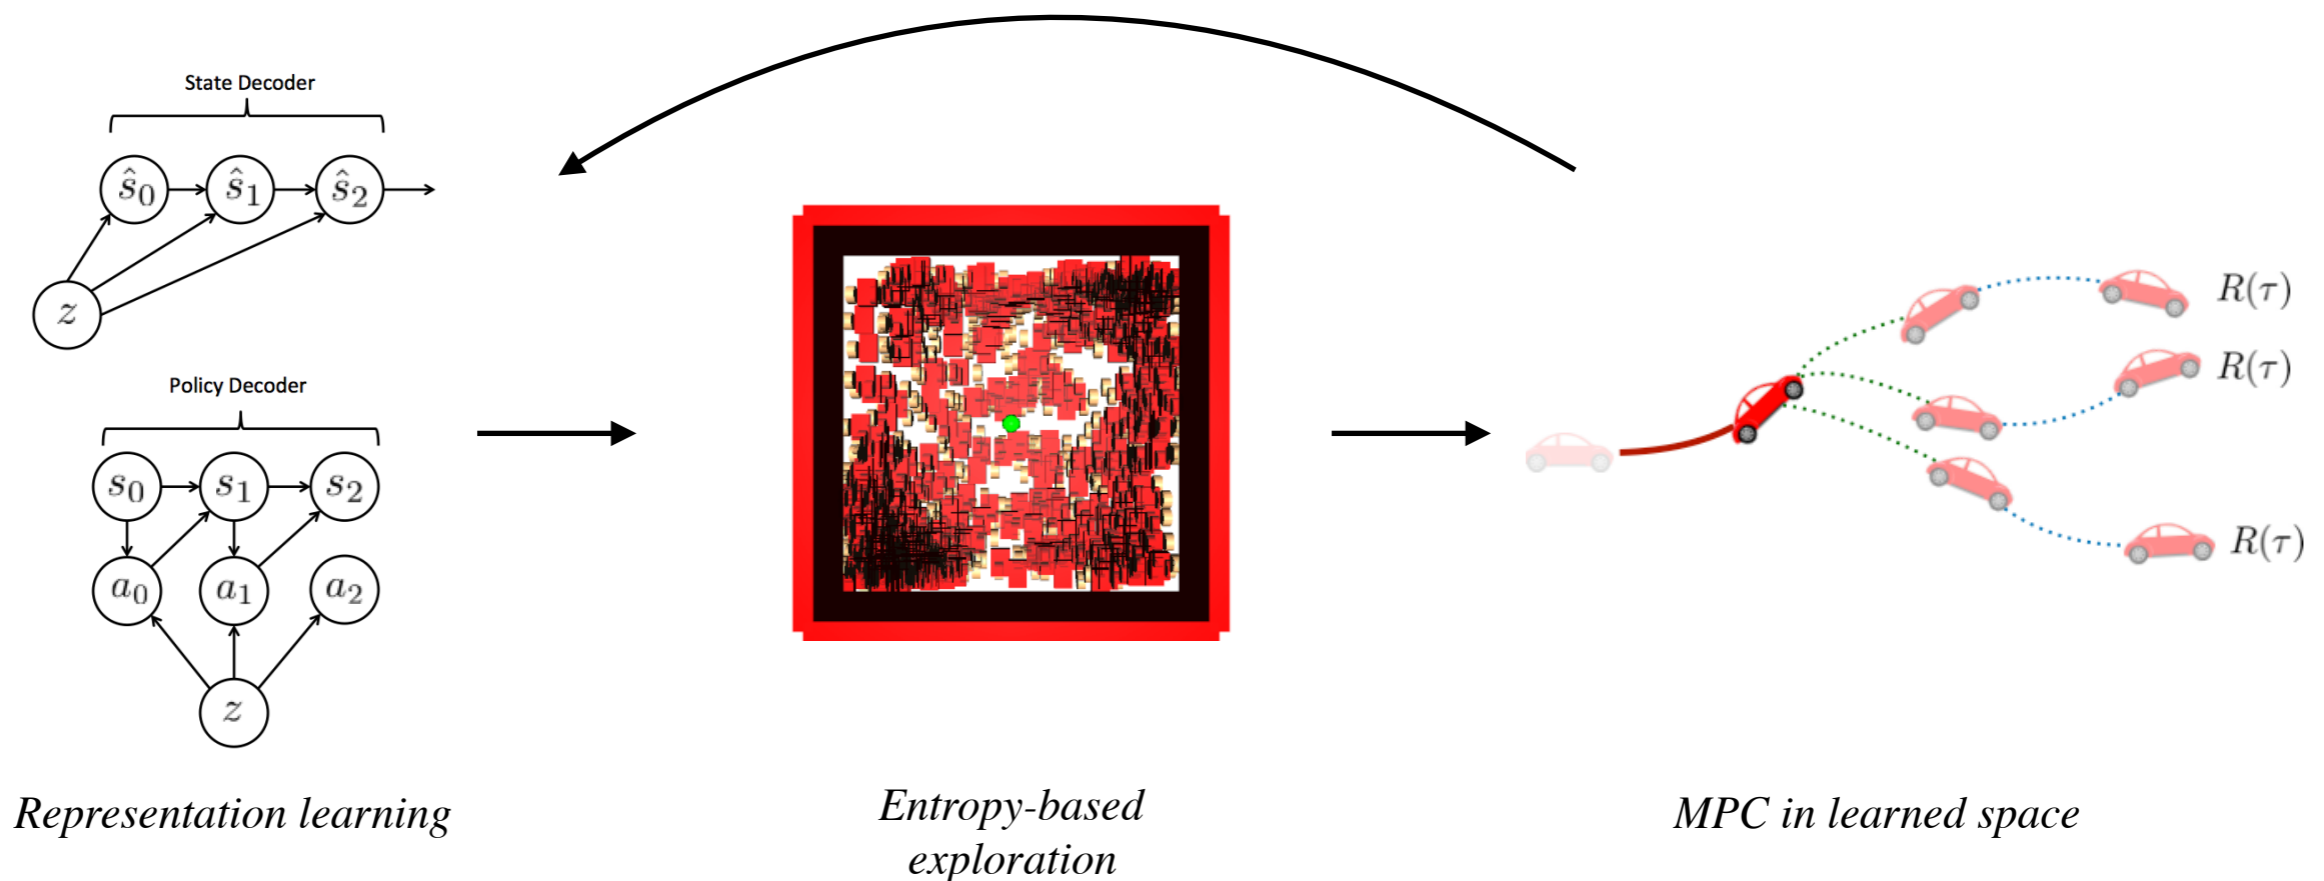 State Decoder
ŝ₀ ŝ₁ ŝ₂
z
Policy Decoder
s₀ s₁ s₂
a₀ a₁ a₂
z
R(τ)
R(τ)
R(τ)
Representation learning
Entropy-based
exploration
MPC in learned space